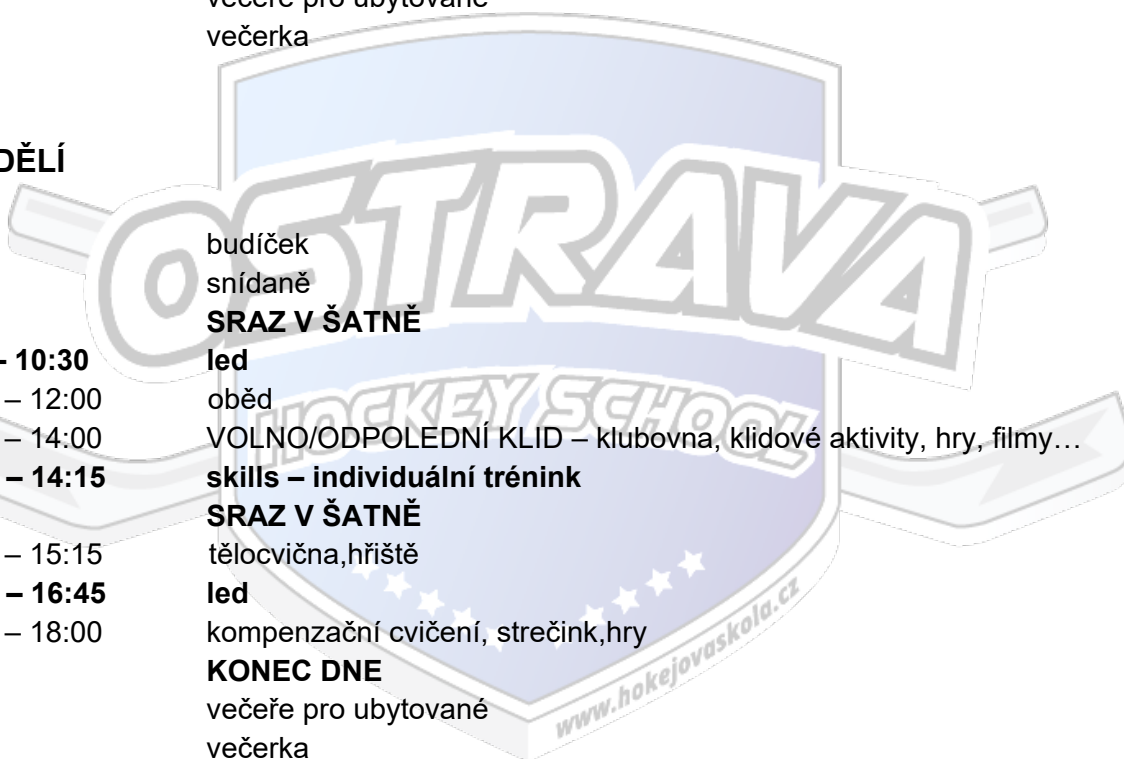 večeře pro ubytované
večerka
DĚLÍ
budíček
snídaně
SRAZ V ŠATNĚ
- 10:30 led
– 12:00 oběd
– 14:00 VOLNO/ODPOLEDNÍ KLID – klubovna, klidové aktivity, hry, filmy…
– 14:15 skills – individuální trénink
SRAZ V ŠATNĚ
– 15:15 tělocvična,hřiště
– 16:45 led
– 18:00 kompenzační cvičení, strečink,hry
KONEC DNE
večeře pro ubytované
večerka
OSTRAVA
HOCKEY SCHOOL
www.hokejovaskola.cz